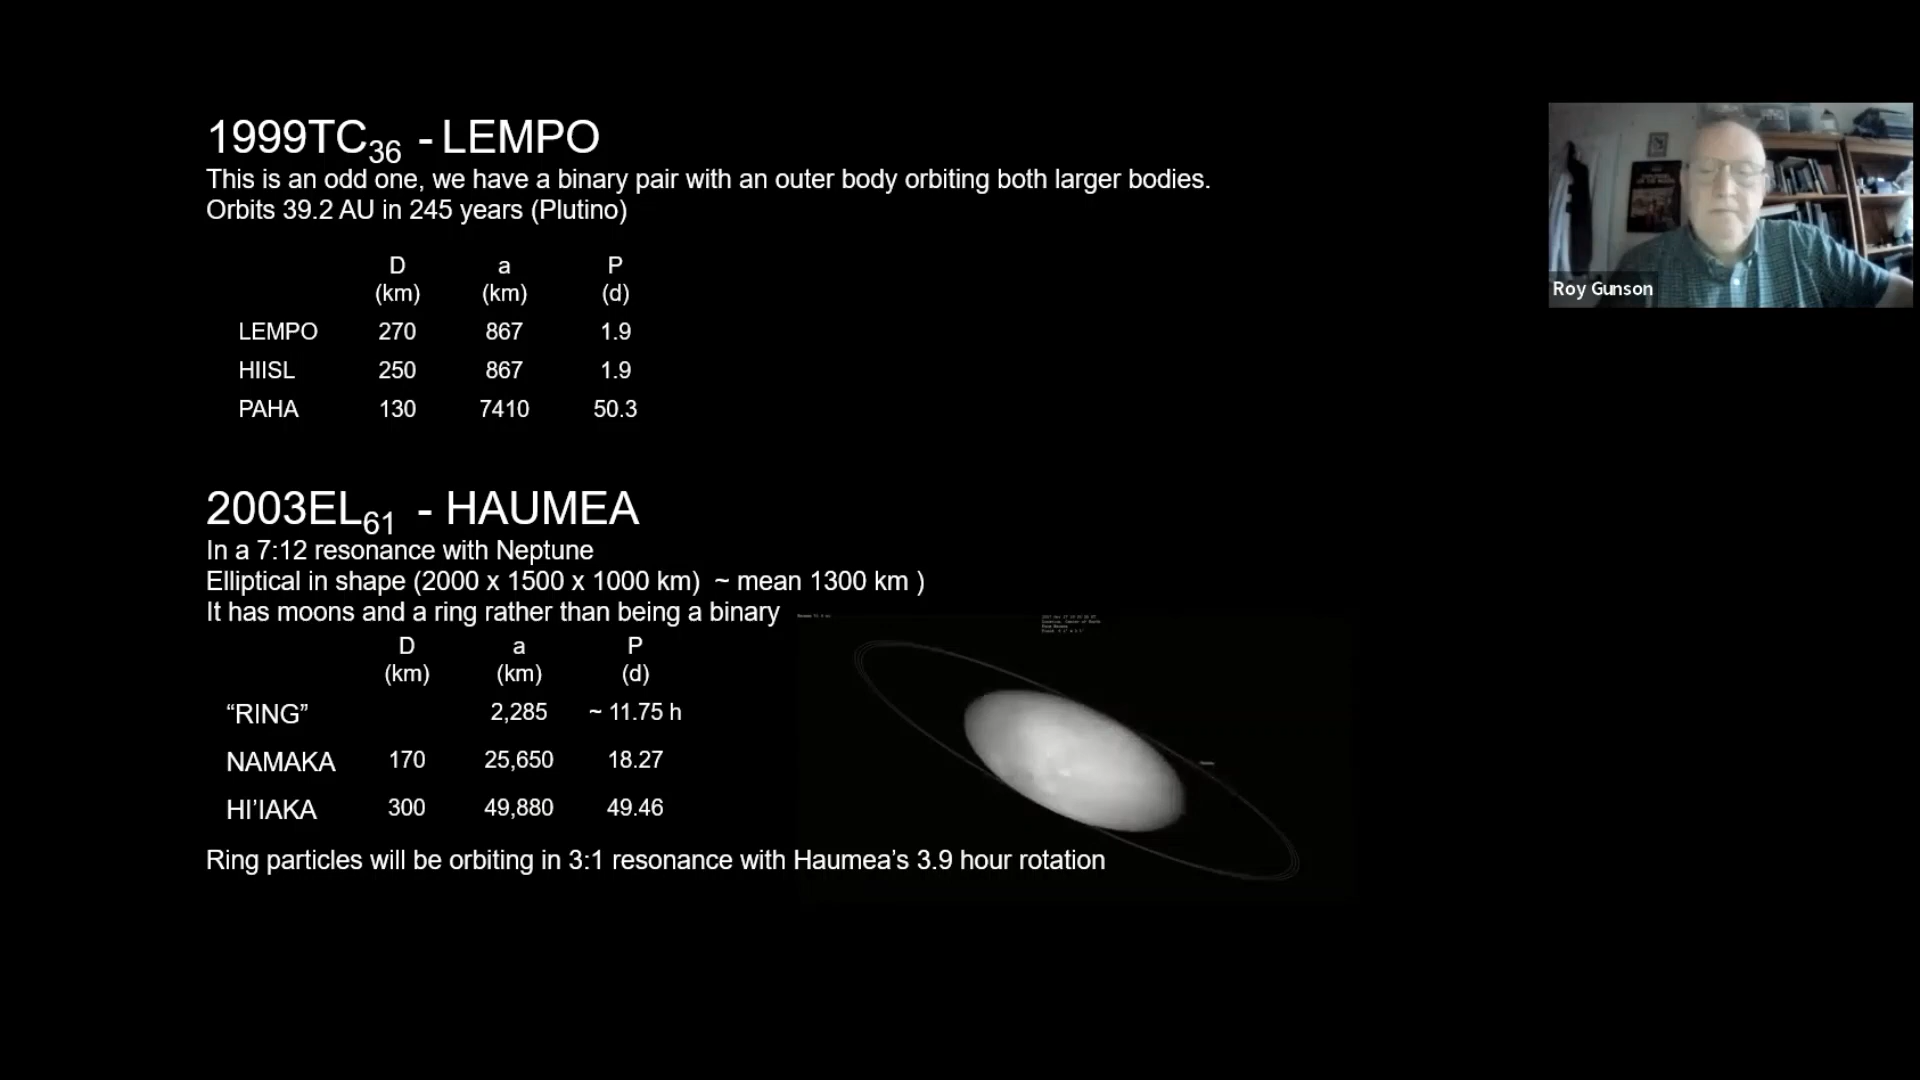 1999TC36 - LEMPO
This is an odd one, we have a binary pair with an outer body orbiting both larger bodies.
Orbits 39.2 AU in 245 years (Plutino)
D a P
(km) (km) (d)
LEMPO 270 867 1.9
HIISL 250 867 1.9
PAHA 130 7410 50.3
2003EL61 - HAUMEA
In a 7:12 resonance with Neptune
Elliptical in shape (2000 x 1500 x 1000 km) ~ mean 1300 km )
It has moons and a ring rather than being a binary
D a P
(km) (km) (d)
“RING” 2,285 ~ 11.75 h
NAMAKA 170 25,650 18.27
HI’IAKA 300 49,880 49.46
Ring particles will be orbiting in 3:1 resonance with Haumea’s 3.9 hour rotation
Roy Gunson